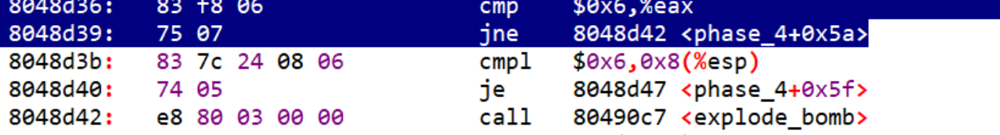 8048d36: 83 f8 06 cmp $0x6,%eax
8048d39: 75 07 jne 8048d42 <phase_4+0x5a>
8048d3b: 83 7c 24 08 06 cmpl $0x6,0x8(%esp)
8048d40: 74 05 je 8048d47 <phase_4+0x5f>
8048d42: e8 80 03 00 00 call 80490c7 <explode_bomb>